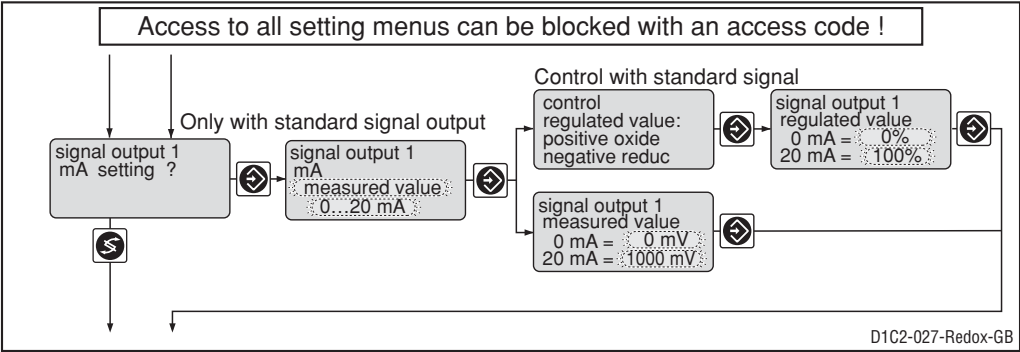 Access to all setting menus can be blocked with an access code !
Control with standard signal
Only with standard signal output
signal output 1
mA setting ?
signal output 1
mA
measured value
0...20 mA
control
regulated value:
positive oxide
negative reduc
signal output 1
regulated value
0 mA = 0%
20 mA = 100%
signal output 1
measured value
0 mA = 0 mV
20 mA = 1000 mV
D1C2-027-Redox-GB